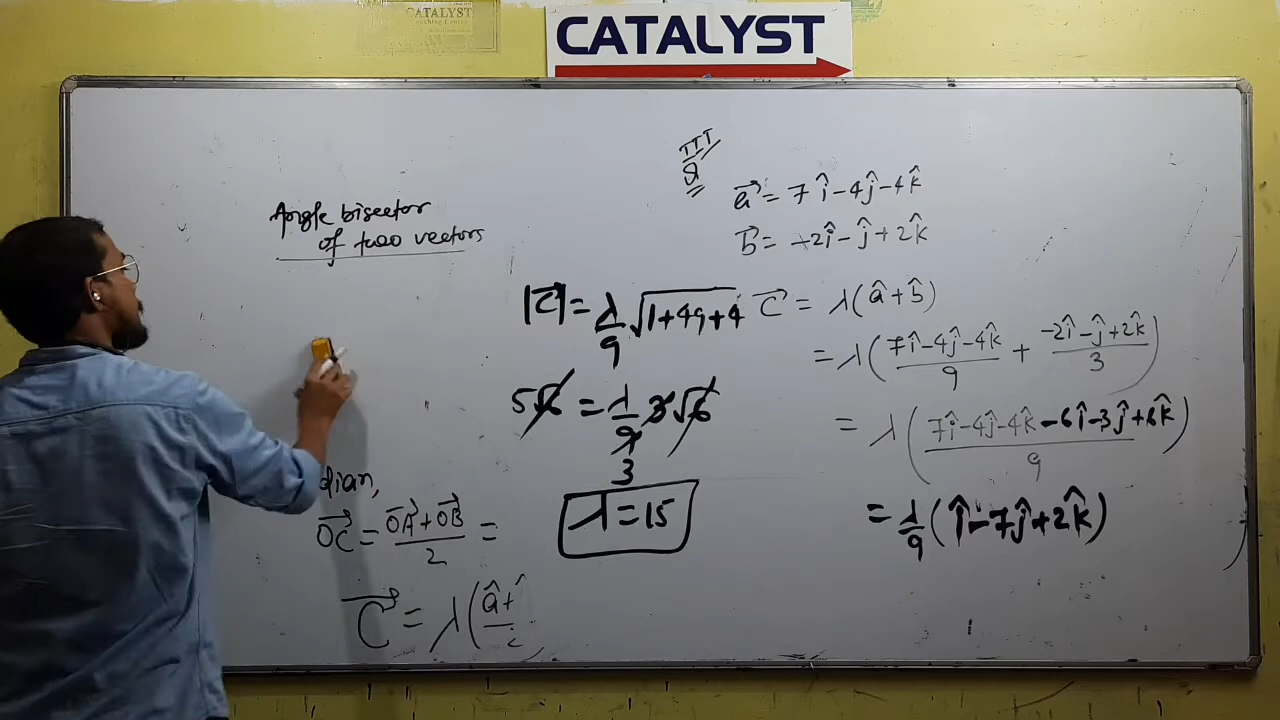 CATALYST
CATALYST
Angle bisector
of two vectors
IIT
a⃗ = 7î - 4ĵ - 4k̂
b⃗ = -2î - ĵ + 2k̂
|c⃗| = λ/9 √(1+49+4)
5√6 = λ/9 3√6
3
λ = 15
c⃗ = λ(â + b̂)
= λ( (7î - 4ĵ - 4k̂)/9 + (-2î - ĵ + 2k̂)/3 )
= λ( (7î - 4ĵ - 4k̂ - 6î - 3ĵ + 6k̂)/9 )
= λ/9 (î - 7ĵ + 2k̂)
dian,
OC⃗ = (OA⃗ + OB⃗)/2 =
C⃗ = λ(â+